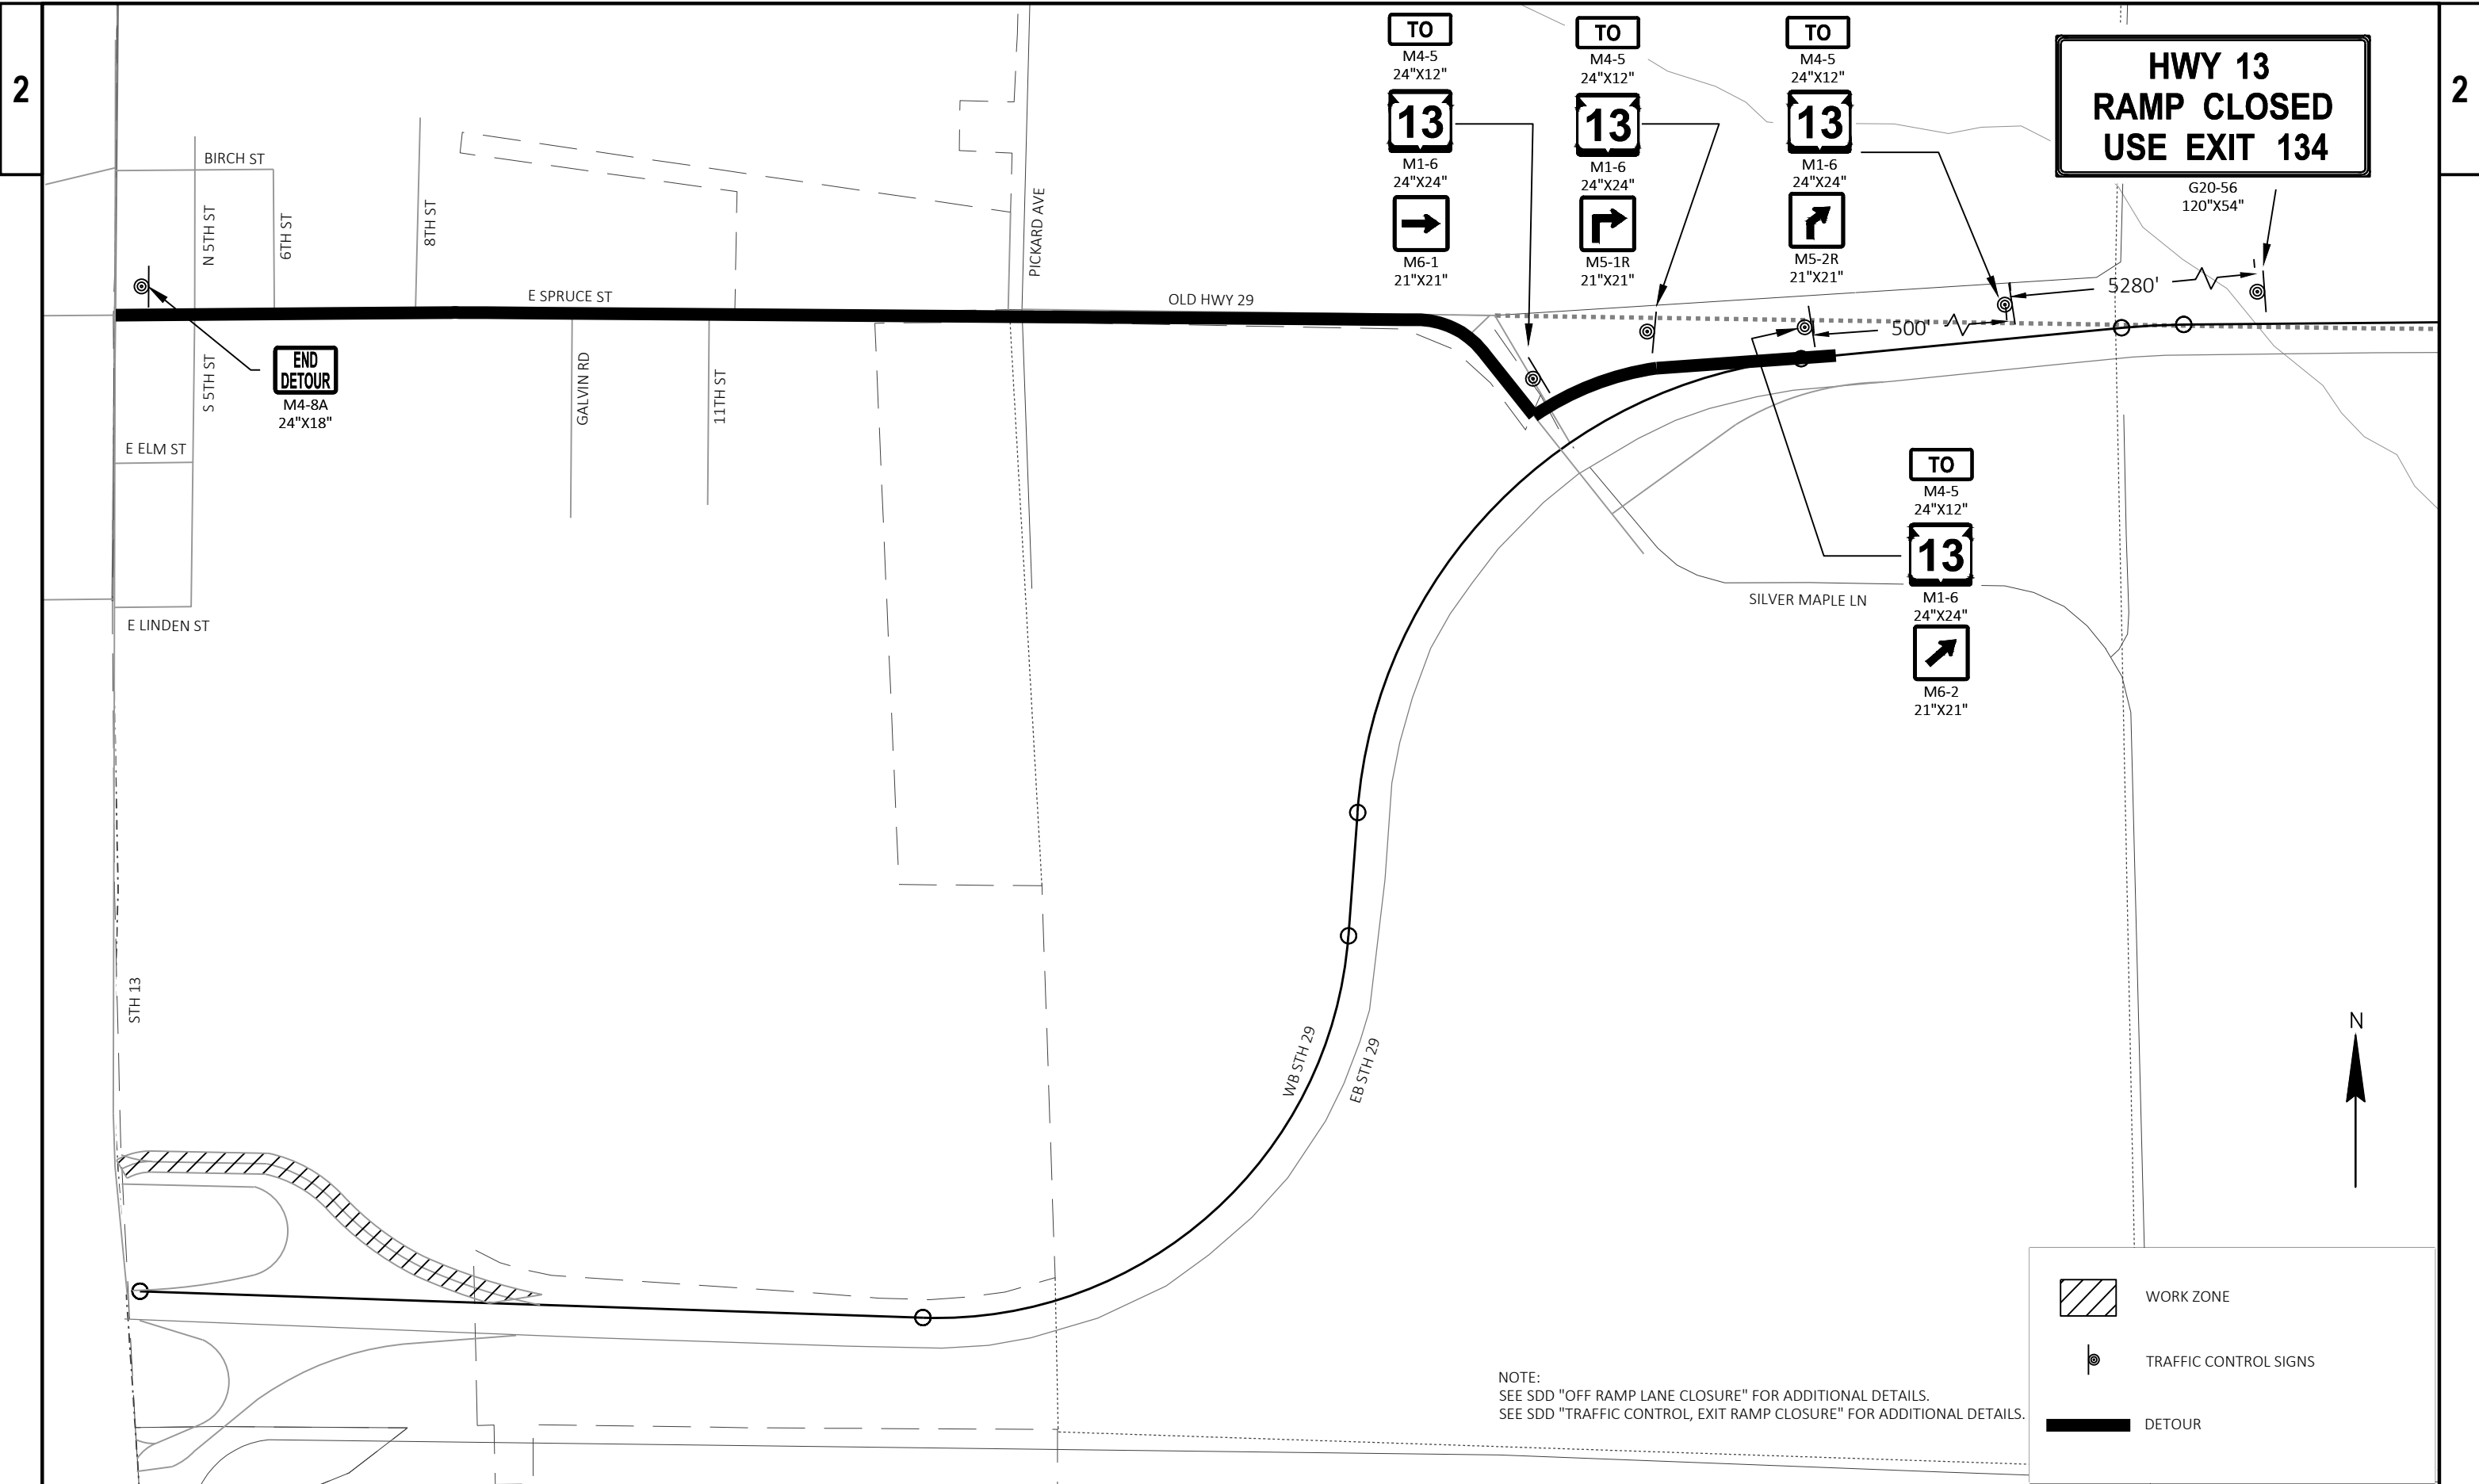 2
2
TO
M4-5
24"X12"
13
M1-6
24"X24"
M6-1
21"X21"
TO
M4-5
24"X12"
13
M1-6
24"X24"
M5-1R
21"X21"
TO
M4-5
24"X12"
13
M1-6
24"X24"
M5-2R
21"X21"
HWY 13
RAMP CLOSED
USE EXIT 134
G20-56
120"X54"
BIRCH ST
N 5TH ST
6TH ST
8TH ST
PICKARD AVE
E SPRUCE ST
OLD HWY 29
5280'
500'
END
DETOUR
M4-8A
24"X18"
S 5TH ST
GALVIN RD
11TH ST
E ELM ST
E LINDEN ST
TO
M4-5
24"X12"
13
M1-6
24"X24"
M6-2
21"X21"
SILVER MAPLE LN
STH 13
WB STH 29
EB STH 29
N
WORK ZONE
TRAFFIC CONTROL SIGNS
DETOUR
NOTE:
SEE SDD "OFF RAMP LANE CLOSURE" FOR ADDITIONAL DETAILS.
SEE SDD "TRAFFIC CONTROL, EXIT RAMP CLOSURE" FOR ADDITIONAL DETAILS.